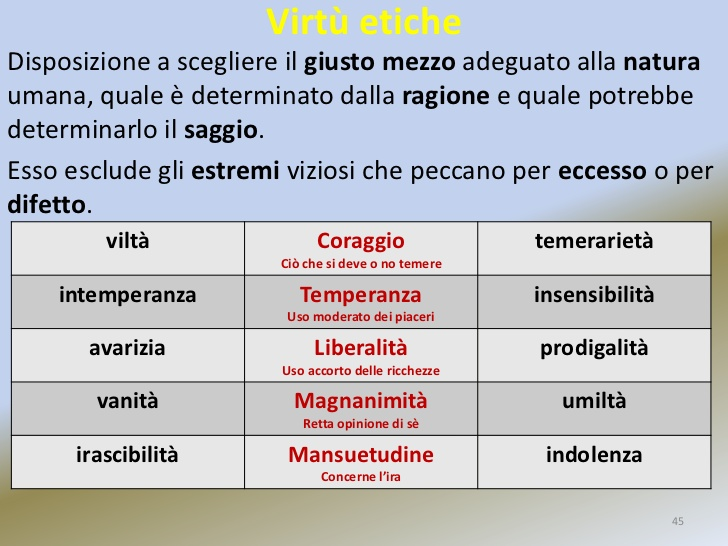 Virtù etiche
Disposizione a scegliere il giusto mezzo adeguato alla natura
umana, quale è determinato dalla ragione e quale potrebbe
determinarlo il saggio.
Esso esclude gli estremi viziosi che peccano per eccesso o per
difetto.
viltà Coraggio temerarietà
Ciò che si deve o no temere
intemperanza Temperanza insensibilità
Uso moderato dei piaceri
avarizia Liberalità prodigalità
Uso accorto delle ricchezze
vanità Magnanimità umiltà
Retta opinione di sè
irascibilità Mansuetudine indolenza
Concerne l'ira
45